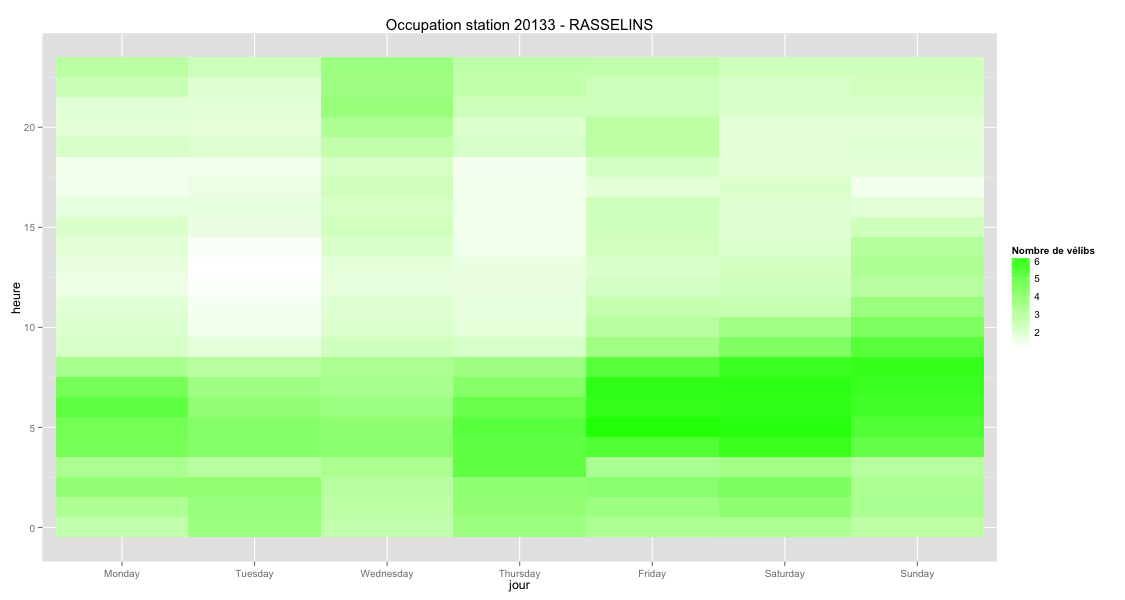 Occupation station 20133 - RASSELINS
heure
20
15
10
5
0
Monday Tuesday Wednesday Thursday Friday Saturday Sunday
jour
Nombre de vélibs
6
5
4
3
2